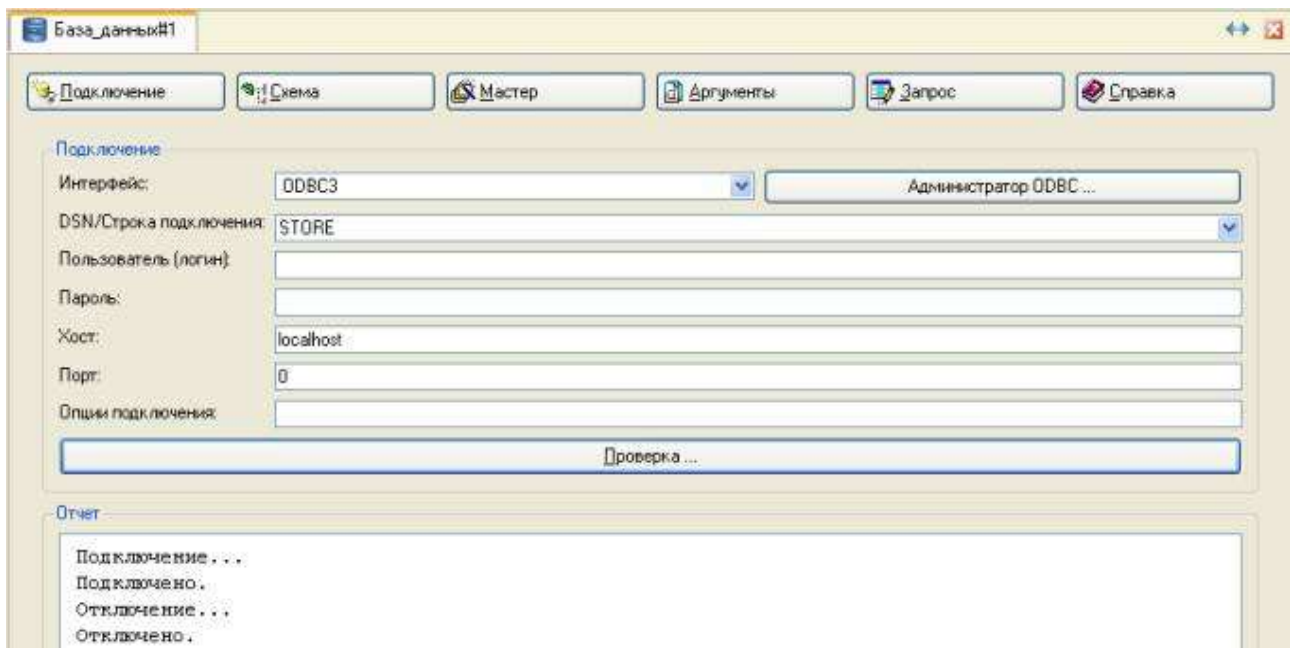 База_данных#1
Подключение Схема Мастер Аргументы Запрос Справка
Подключение
Интерфейс: ODBC3 Администратор ODBC ...
DSN/Строка подключения: STORE
Пользователь (логин):
Пароль:
Хост: localhost
Порт: 0
Опции подключения:
Проверка ...
Отчет
Подключение...
Подключено.
Отключение...
Отключено.